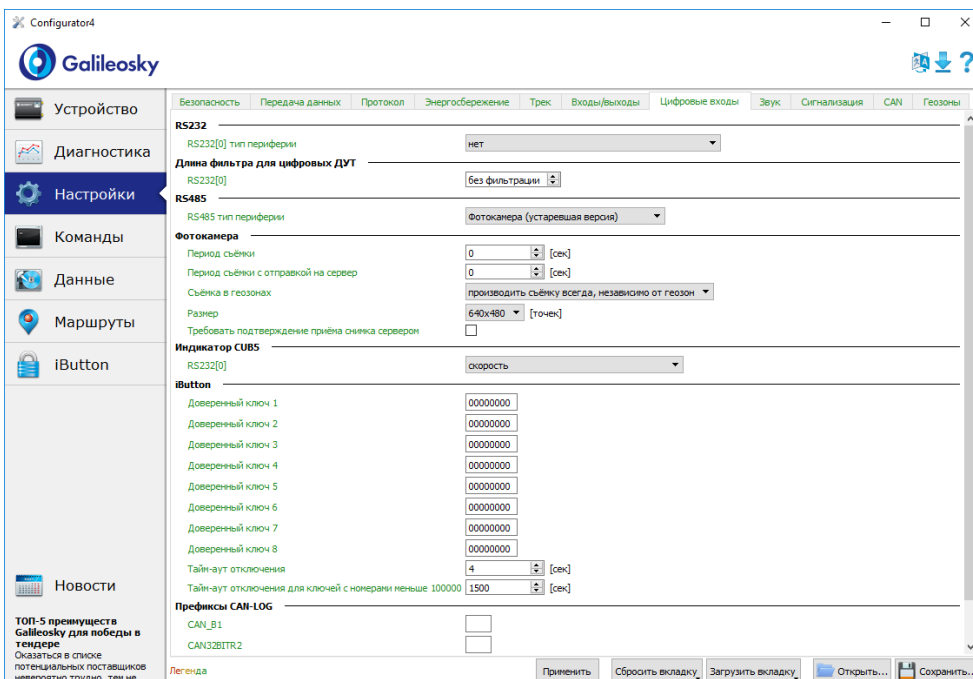 Configurator4
Galileosky
Устройство
Диагностика
Настройки
Команды
Данные
Маршруты
iButton
Новости
ТОП-5 преимуществ
Galileosky для победы в
тендере
Оказаться в списке
потенциальных поставщиков
невероятно трудно, тем не
Безопасность Передача данных Протокол Энергосбережение Трек Входы/выходы Цифровые входы Звук Сигнализация CAN Геозоны
RS232
RS232[0] тип периферии нет
Длина фильтра для цифровых ДУТ
RS232[0] без фильтрации
RS485
RS485 тип периферии Фотокамера (устаревшая версия)
Фотокамера
Период съёмки 0 [сек]
Период съёмки с отправкой на сервер 0 [сек]
Съёмка в геозонах производить съёмку всегда, независимо от геозон
Размер 640x480 [точек]
Требовать подтверждение приёма снимка сервером
Индикатор CUB5
RS232[0] скорость
iButton
Доверенный ключ 1 00000000
Доверенный ключ 2 00000000
Доверенный ключ 3 00000000
Доверенный ключ 4 00000000
Доверенный ключ 5 00000000
Доверенный ключ 6 00000000
Доверенный ключ 7 00000000
Доверенный ключ 8 00000000
Тайм-аут отключения 4 [сек]
Тайм-аут отключения для ключей с номерами меньше 100000 1500 [сек]
Префиксы CAN-LOG
CAN_B1
CAN32BITR2
Легенда Применить Сбросить вкладку Загрузить вкладку Открыть... Сохранить...